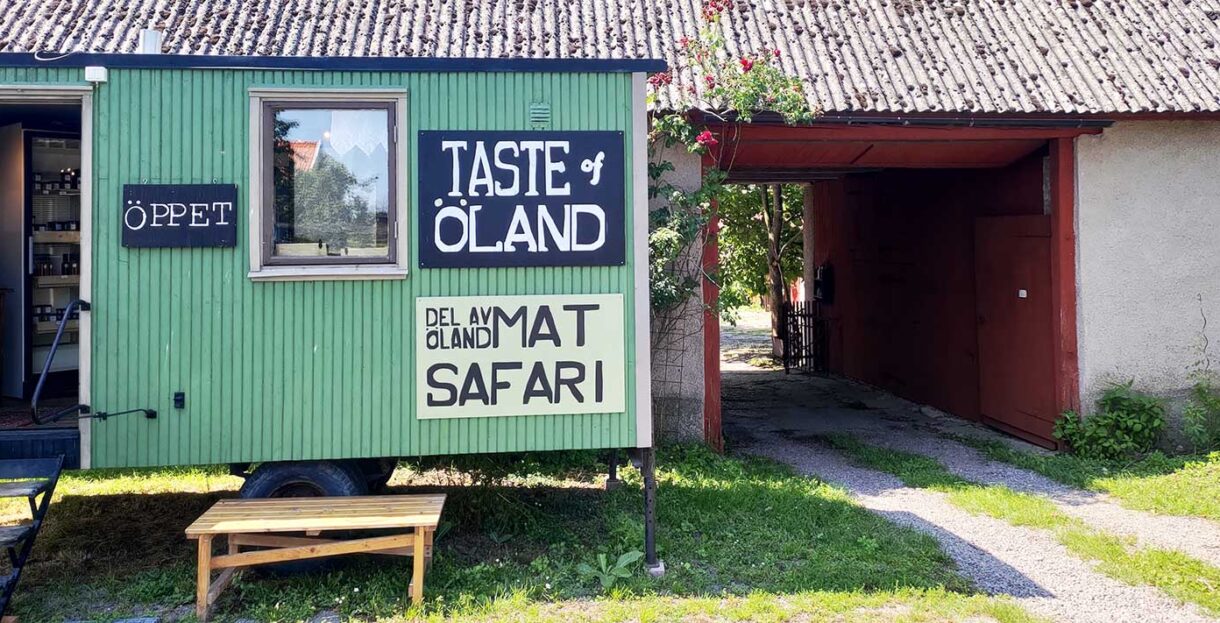 ÖPPET
TASTE of
ÖLAND
DEL AV
ÖLAND MAT
SAFARI